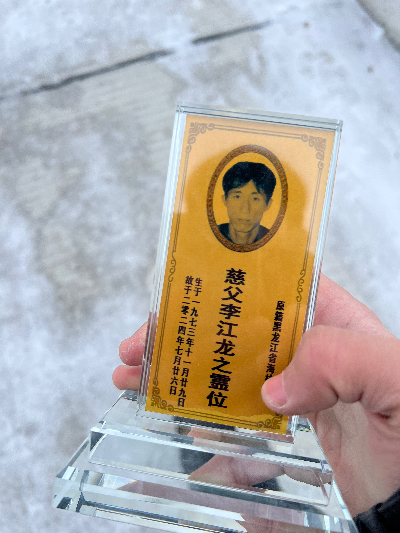 原籍黑龙江省海
慈父李江龙之靈位
生于一九七三年十一月廿九日
故于二零二四年七月廿六日